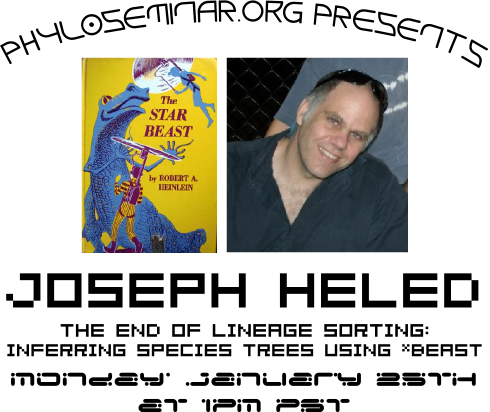 PHYLOSEMINAR.ORG PRESENTS
The
STAR
BEAST
by ROBERT A.
HEINLEIN
JOSEPH HELED
THE END OF LINEAGE SORTING:
INFERRING SPECIES TREES USING *BEAST
MONDAY, JANUARY 25TH
AT 1PM PST